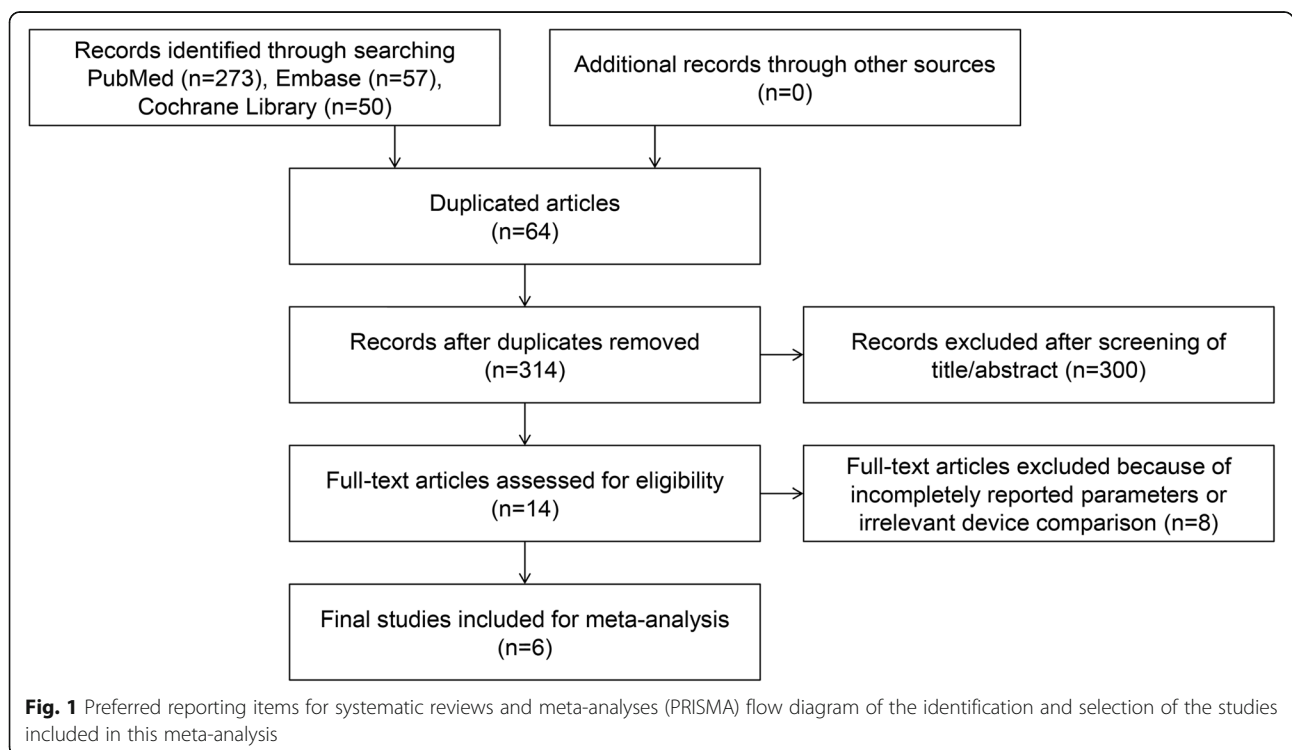 Records identified through searching
PubMed (n=273), Embase (n=57),
Cochrane Library (n=50)
Additional records through other sources
(n=0)
Duplicated articles
(n=64)
Records after duplicates removed
(n=314)
Records excluded after screening of
title/abstract (n=300)
Full-text articles assessed for eligibility
(n=14)
Full-text articles excluded because of
incompletely reported parameters or
irrelevant device comparison (n=8)
Final studies included for meta-analysis
(n=6)
Fig. 1 Preferred reporting items for systematic reviews and meta-analyses (PRISMA) flow diagram of the identification and selection of the studies
included in this meta-analysis